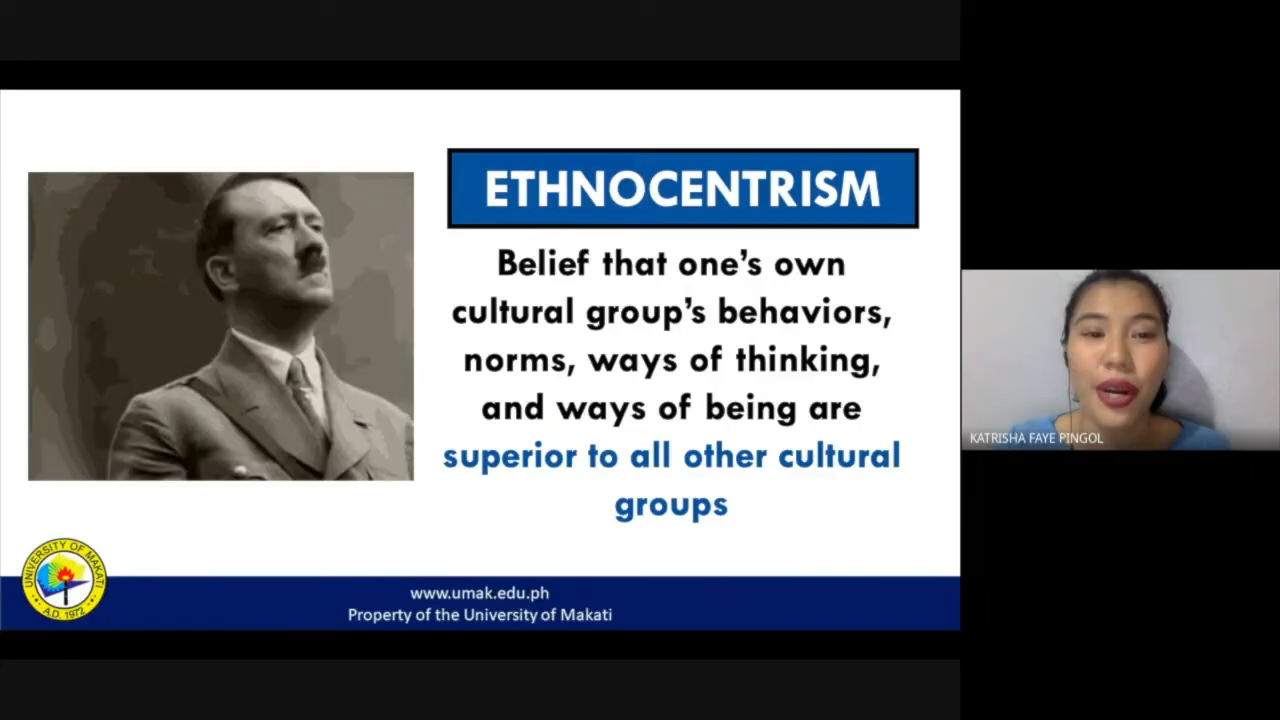 ETHNOCENTRISM
Belief that one's own
cultural group's behaviors,
norms, ways of thinking,
and ways of being are
superior to all other cultural
groups
KATRISHA FAYE PINGOL
UNIVERSITY OF MAKATI
A.D. 1972
www.umak.edu.ph
Property of the University of Makati